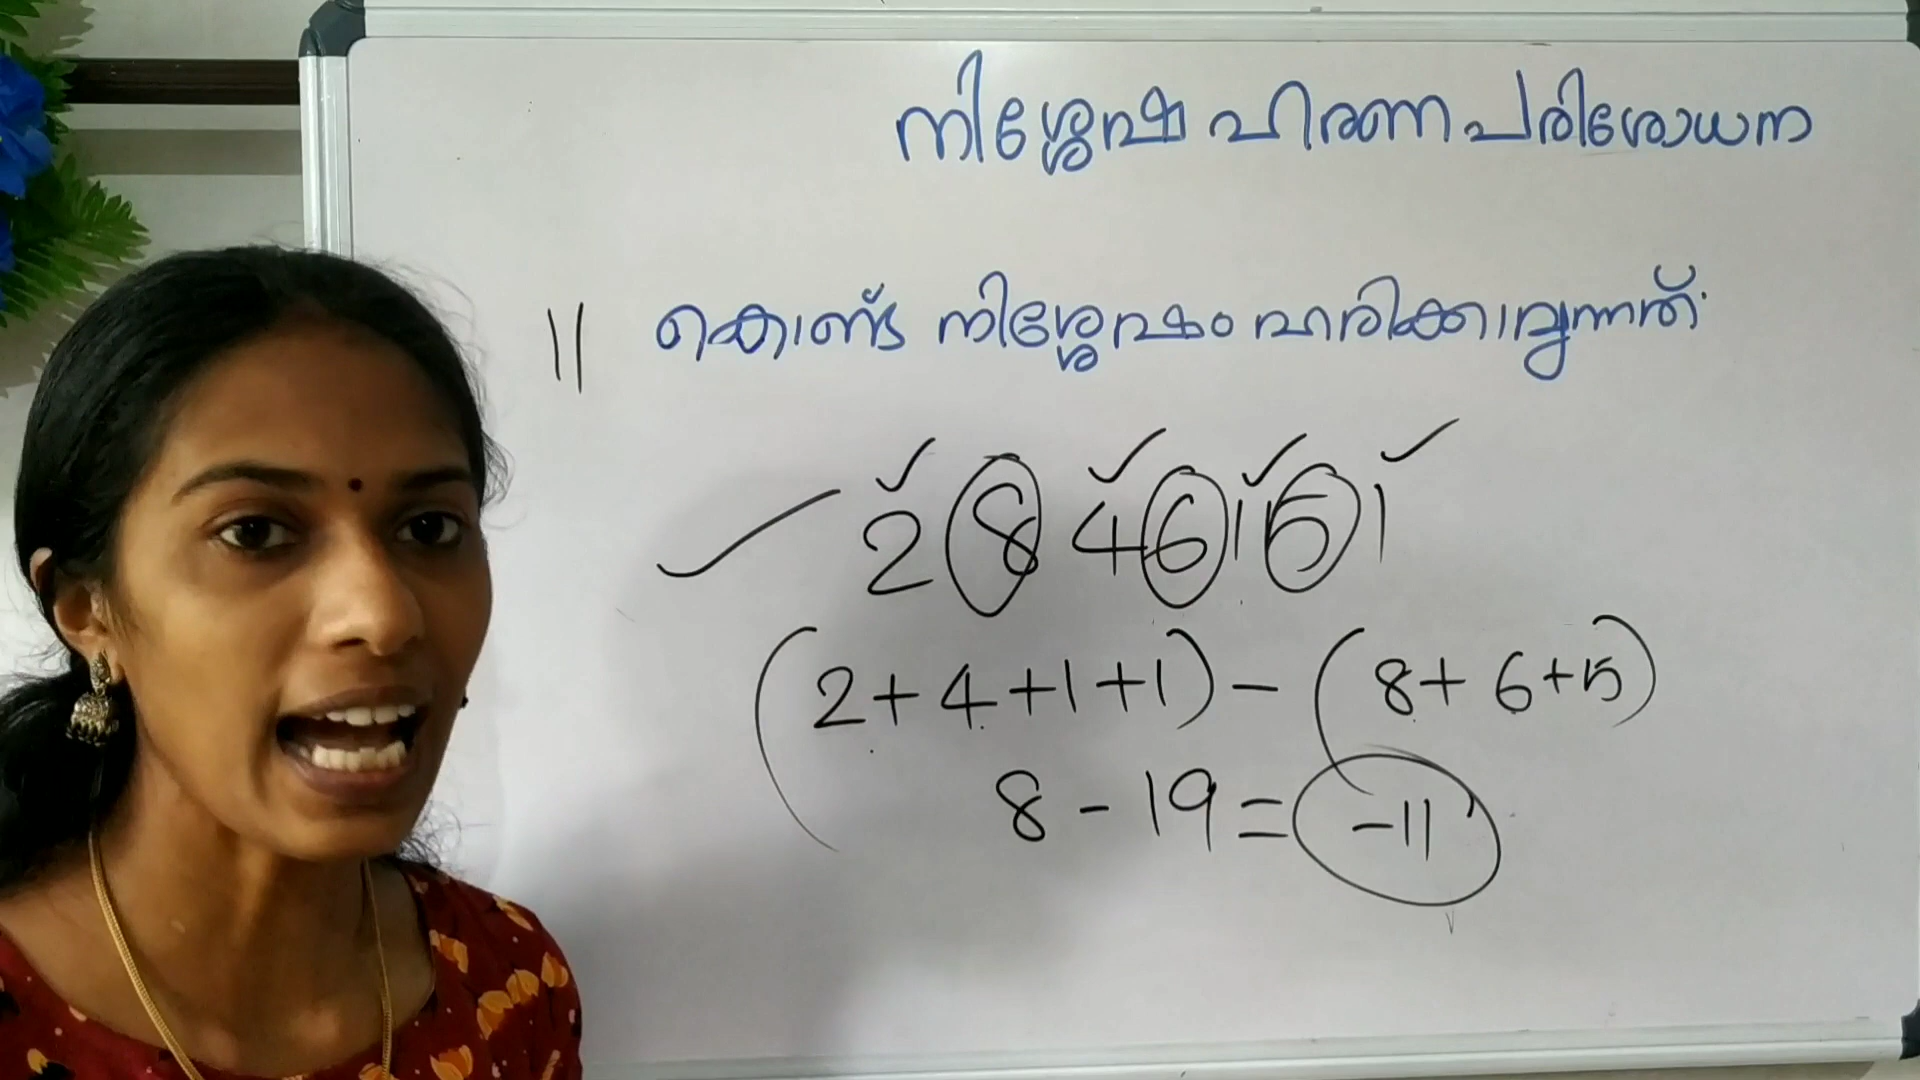 നിശ്ശേഷ ഹരണ പരിശോധന
11 കൊണ്ട് നിശ്ശേഷം ഹരിക്കാവുന്നത്
2846151
(2+4+1+1) - (8+6+5)
8 - 19 = -11